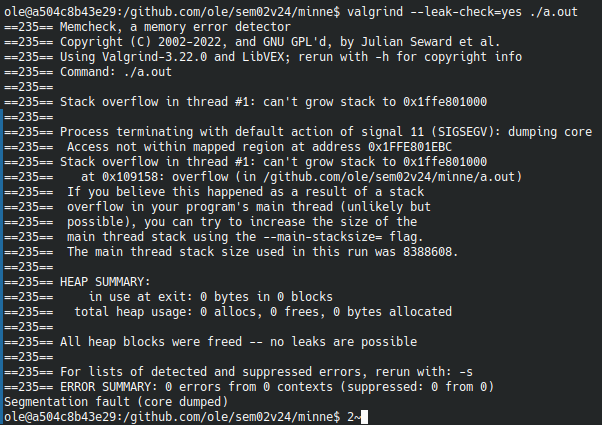 ole@a504c8b43e29:/github.com/ole/sem02v24/minne$ valgrind --leak-check=yes ./a.out
==235== Memcheck, a memory error detector
==235== Copyright (C) 2002-2022, and GNU GPL'd, by Julian Seward et al.
==235== Using Valgrind-3.22.0 and LibVEX; rerun with -h for copyright info
==235== Command: ./a.out
==235==
==235== Stack overflow in thread #1: can't grow stack to 0x1ffe801000
==235==
==235== Process terminating with default action of signal 11 (SIGSEGV): dumping core
==235==  Access not within mapped region at address 0x1FFE801EBC
==235== Stack overflow in thread #1: can't grow stack to 0x1ffe801000
==235==    at 0x109158: overflow (in /github.com/ole/sem02v24/minne/a.out)
==235==  If you believe this happened as a result of a stack
==235==  overflow in your program's main thread (unlikely but
==235==  possible), you can try to increase the size of the
==235==  main thread stack using the --main-stacksize= flag.
==235==  The main thread stack size used in this run was 8388608.
==235==
==235== HEAP SUMMARY:
==235==     in use at exit: 0 bytes in 0 blocks
==235==   total heap usage: 0 allocs, 0 frees, 0 bytes allocated
==235==
==235== All heap blocks were freed -- no leaks are possible
==235==
==235== For lists of detected and suppressed errors, rerun with: -s
==235== ERROR SUMMARY: 0 errors from 0 contexts (suppressed: 0 from 0)
Segmentation fault (core dumped)
ole@a504c8b43e29:/github.com/ole/sem02v24/minne$ 2~